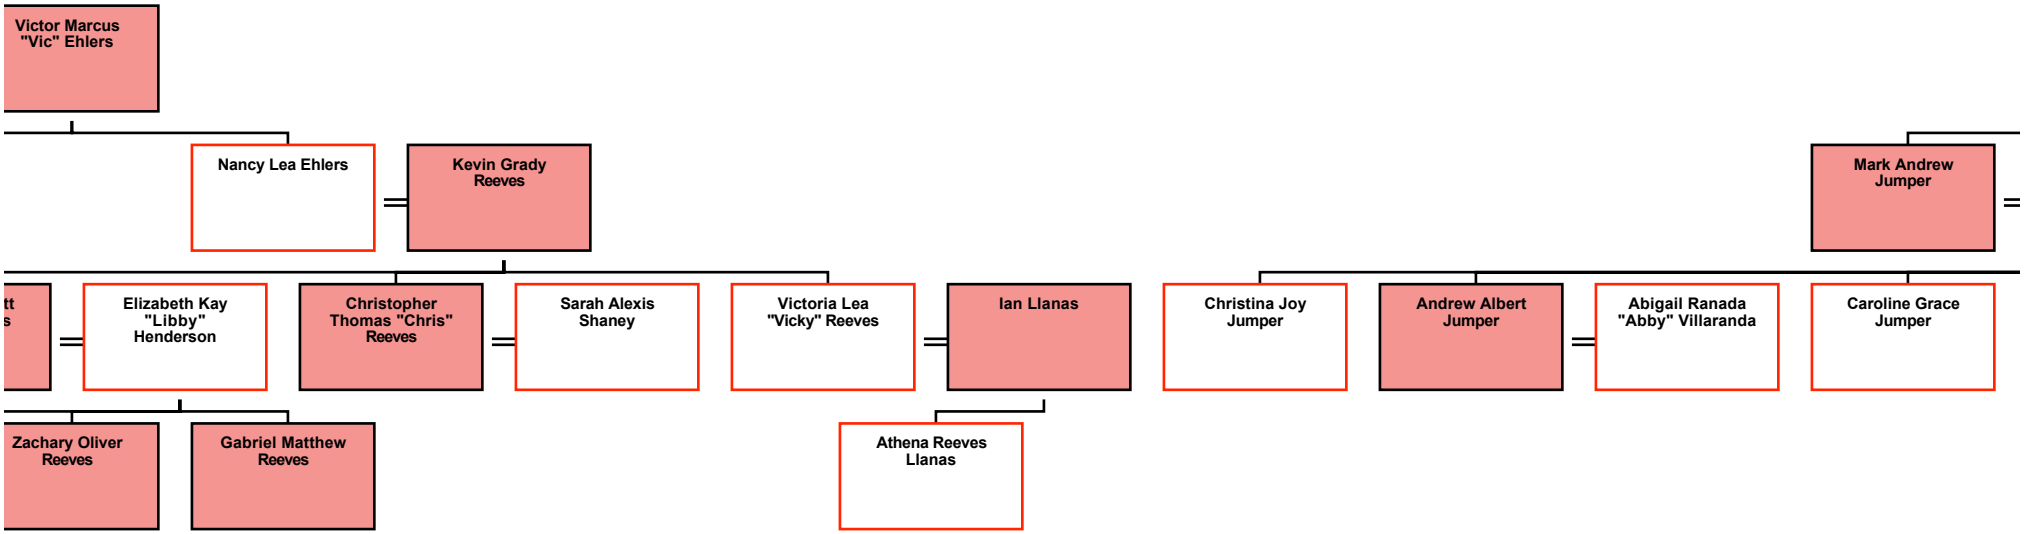 Victor Marcus
"Vic" Ehlers
Nancy Lea Ehlers
Kevin Grady
Reeves
Mark Andrew
Jumper
tt
s
Elizabeth Kay
"Libby"
Henderson
Christopher
Thomas "Chris"
Reeves
Sarah Alexis
Shaney
Victoria Lea
"Vicky" Reeves
Ian Llanas
Christina Joy
Jumper
Andrew Albert
Jumper
Abigail Ranada
"Abby" Villaranda
Caroline Grace
Jumper
Zachary Oliver
Reeves
Gabriel Matthew
Reeves
Athena Reeves
Llanas